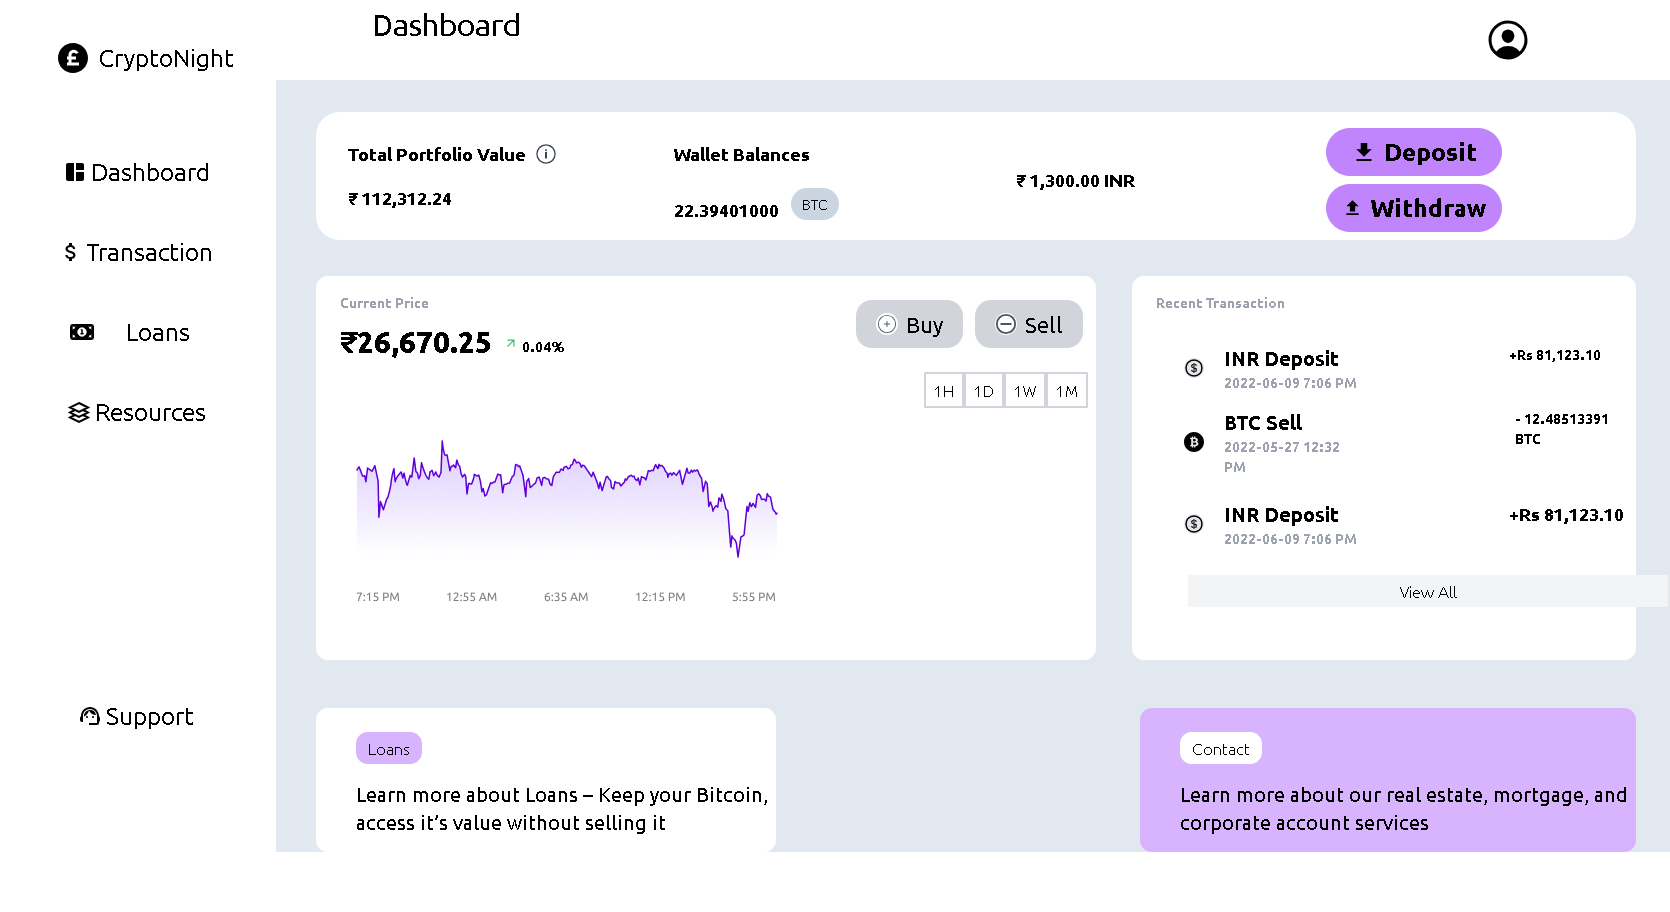 Dashboard
CryptoNight
Dashboard
Transaction
Loans
Resources
Support
Total Portfolio Value
₹ 112,312.24
Wallet Balances
22.39401000 BTC
₹ 1,300.00 INR
Deposit
Withdraw
Current Price
₹26,670.25 0.04%
Buy Sell
1H 1D 1W 1M
7:15 PM 12:55 AM 6:35 AM 12:15 PM 5:55 PM
Recent Transaction
INR Deposit +Rs 81,123.10
2022-06-09 7:06 PM
BTC Sell - 12.48513391
2022-05-27 12:32 BTC
PM
INR Deposit +Rs 81,123.10
2022-06-09 7:06 PM
View All
Loans
Learn more about Loans – Keep your Bitcoin,
access it’s value without selling it
Contact
Learn more about our real estate, mortgage, and
corporate account services